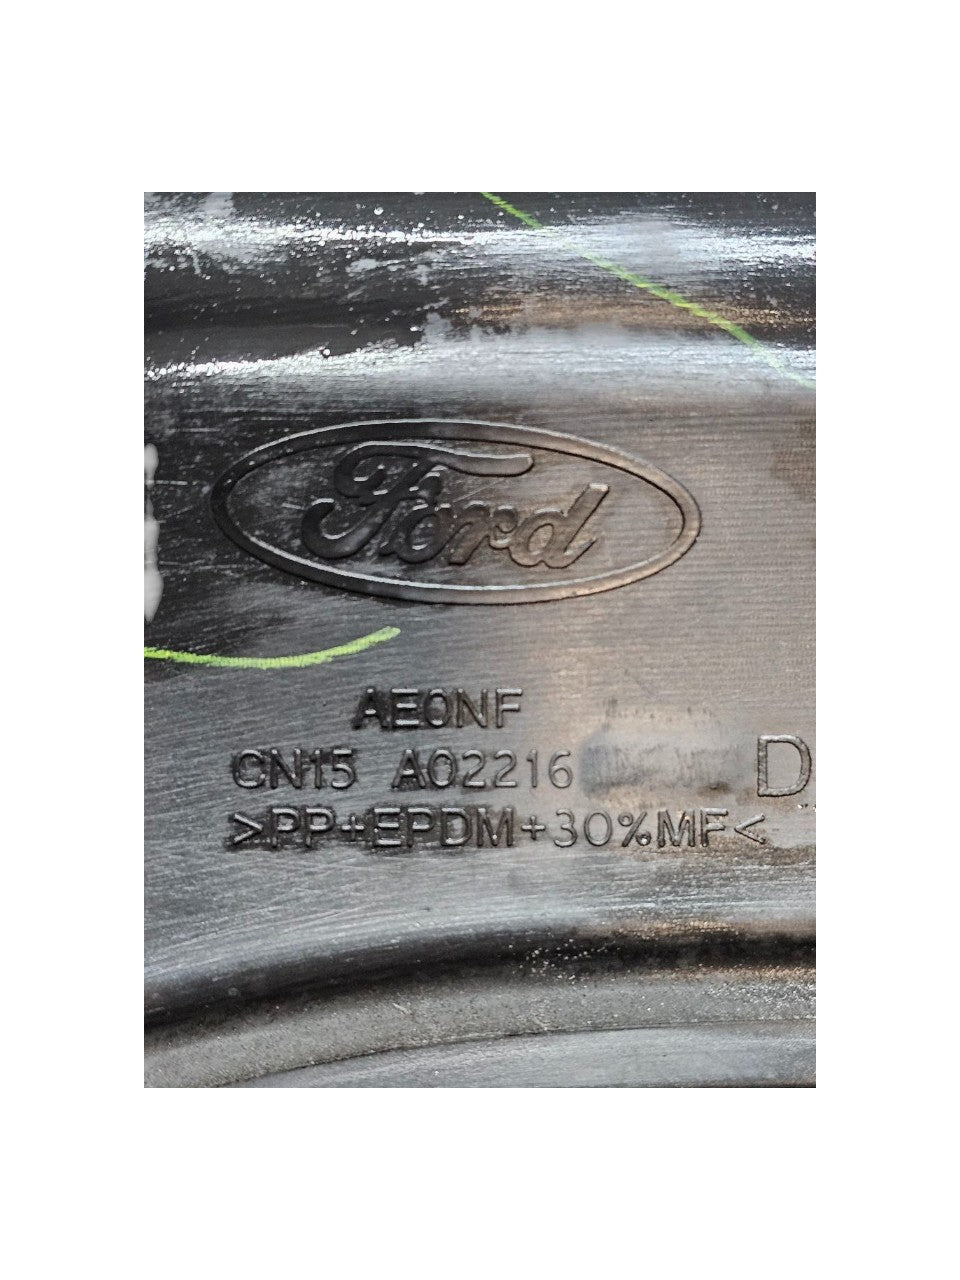 Ford
AE0NF
CN15 A02216 D
>PP+EPDM+30%MF<